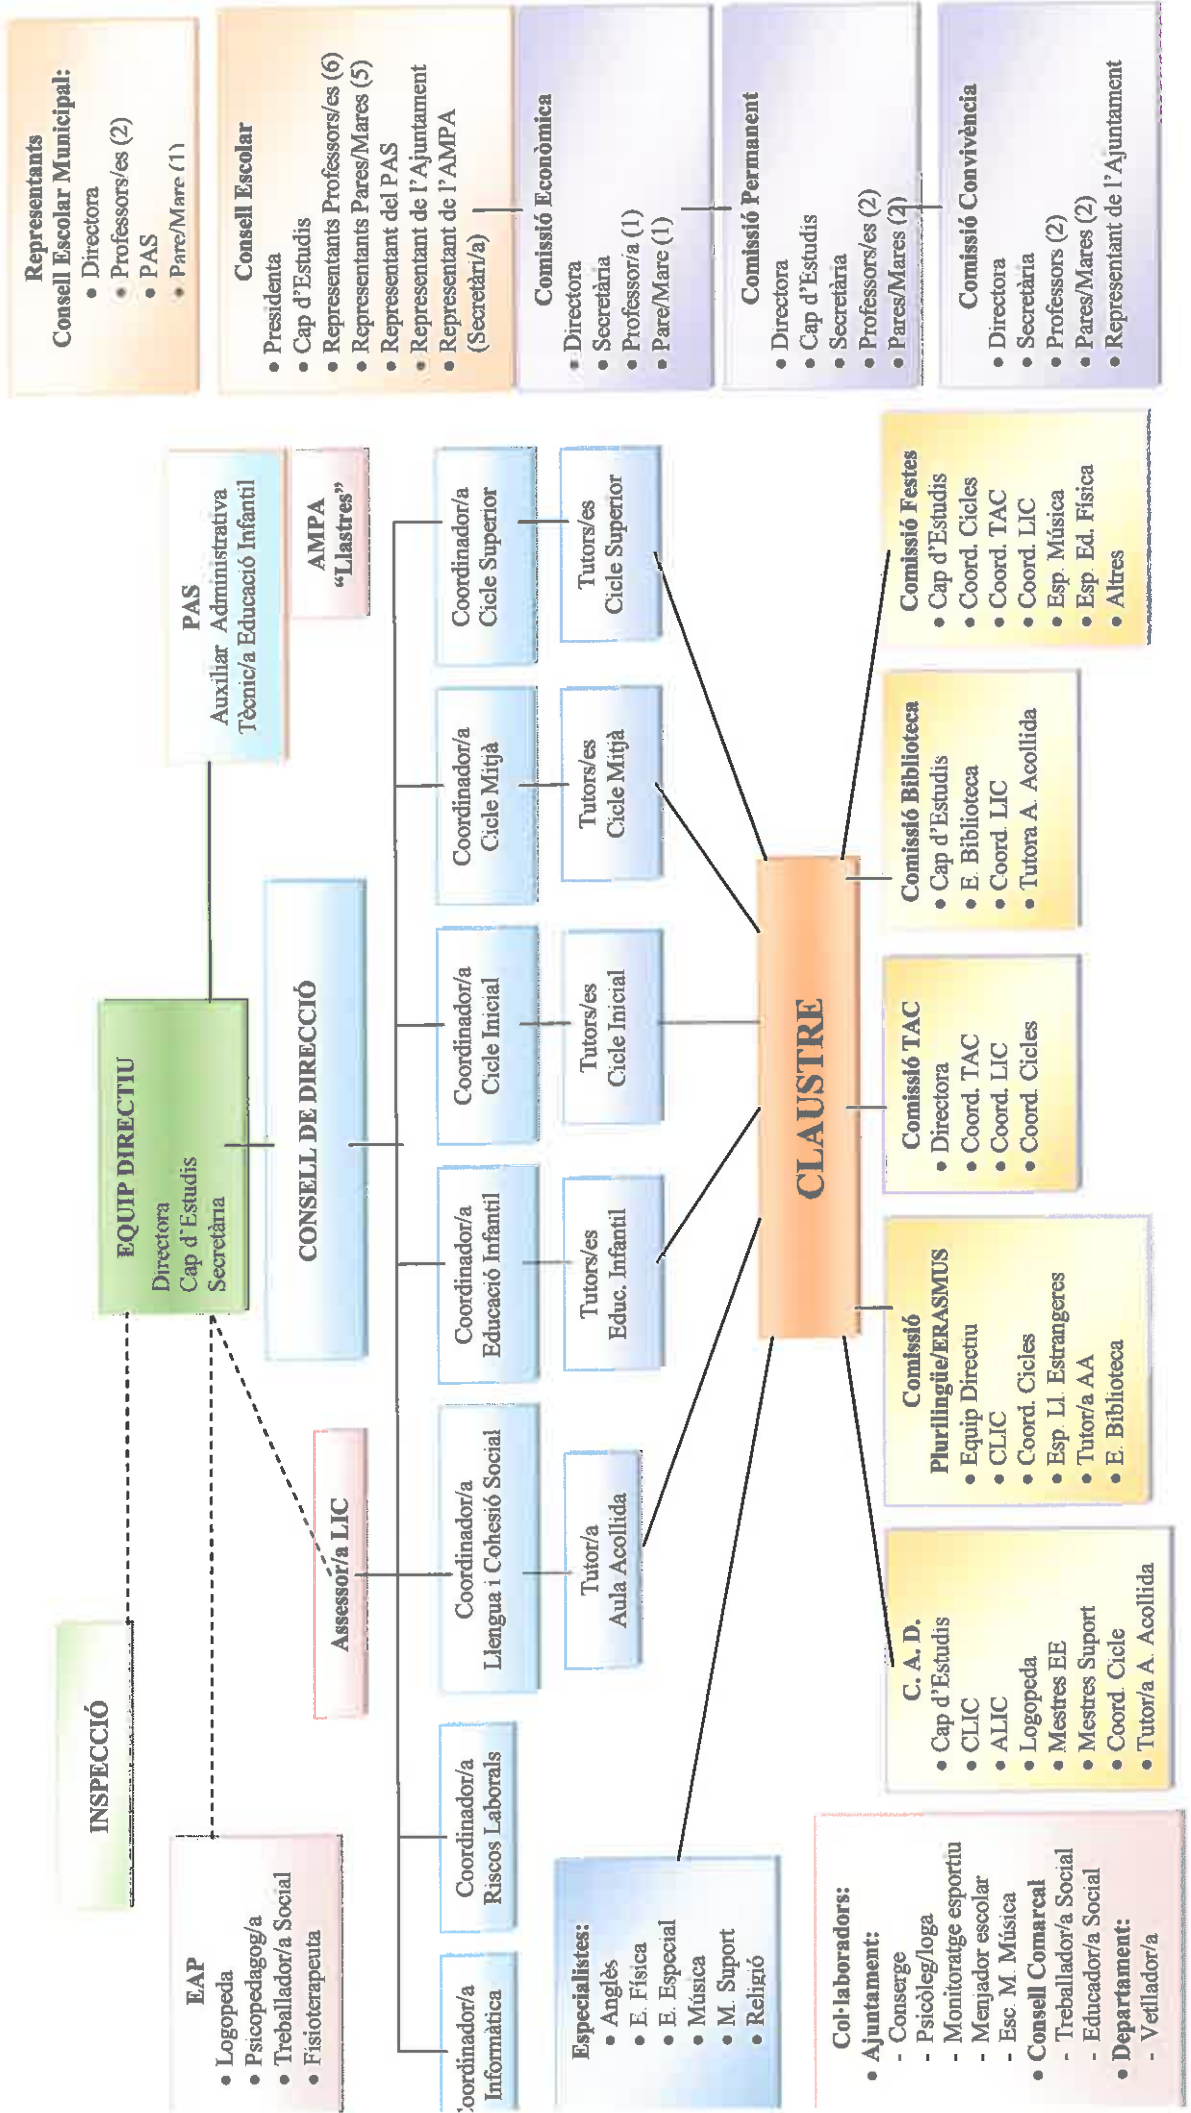 INSPECCIÓ
EAP
• Logopeda
• Psicopedagog/a
• Treballador/a Social
• Fisioterapeuta
EQUIP DIRECTIU
Directora
Cap d'Estudis
Secretària
PAS
Auxiliar Administrativa
Tècnic/a Educació Infantil
AMPA
"Llastres"
Assessor/a LIC
CONSELL DE DIRECCIÓ
Coordinador/a
Informàtica
Coordinador/a
Riscos Laborals
Coordinador/a
Llengua i Cohesió Social
Coordinador/a
Educació Infantil
Coordinador/a
Cicle Inicial
Coordinador/a
Cicle Mitjà
Coordinador/a
Cicle Superior
Especialistes:
• Anglès
• E. Física
• E. Especial
• Música
• M. Suport
• Religió
Tutor/a
Aula Acollida
Tutors/es
Educ. Infantil
Tutors/es
Cicle Inicial
Tutors/es
Cicle Mitjà
Tutors/es
Cicle Superior
CLAUSTRE
Col·laboradors:
• Ajuntament:
- Conserge
- Psicòleg/loga
- Monitoratge esportiu
- Menjador escolar
- Esc. M. Música
• Consell Comarcal
- Treballador/a Social
- Educador/a Social
• Departament:
- Vetllador/a
C. A. D.
• Cap d'Estudis
• CLIC
• ALIC
• Logopeda
• Mestres EE
• Mestres Suport
• Coord. Cicle
• Tutor/a A. Acollida
Comissió
Plurilingüe/ERASMUS
• Equip Directiu
• CLIC
• Coord. Cicles
• Esp. Ll. Estrangeres
• Tutor/a AA
• E. Biblioteca
Comissió TAC
• Directora
• Coord. TAC
• Coord. LIC
• Coord. Cicles
Comissió Biblioteca
• Cap d'Estudis
• E. Biblioteca
• Coord. LIC
• Tutora A. Acollida
Comissió Festes
• Cap d'Estudis
• Coord. Cicles
• Coord. TAC
• Coord. LIC
• Esp. Música
• Esp. Ed. Física
• Altres
Representants
Consell Escolar Municipal:
• Directora
• Professors/es (2)
• PAS
• Pare/Mare (1)
Consell Escolar
• Presidenta
• Cap d'Estudis
• Representants Professors/es (6)
• Representants Pares/Mares (5)
• Representant del PAS
• Representant de l'Ajuntament
• Representant de l'AMPA
(Secretàri/a)
Comissió Econòmica
• Directora
• Secretària
• Professor/a (1)
• Pare/Mare (1)
Comissió Permanent
• Directora
• Cap d'Estudis
• Secretària
• Professors/es (2)
• Pares/Mares (2)
Comissió Convivència
• Directora
• Secretària
• Professors (2)
• Pares/Mares (2)
• Representant de l'Ajuntament